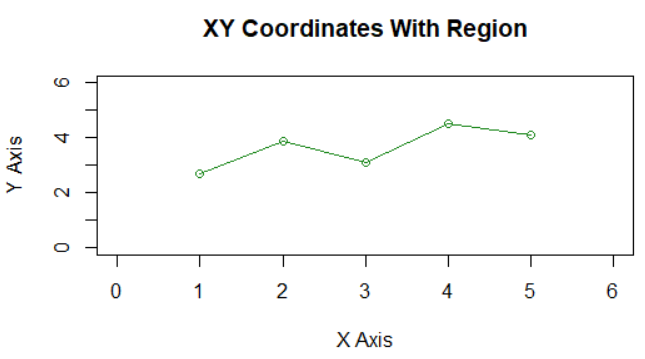 XY Coordinates With Region
6
4
2
0
Y Axis
0 1 2 3 4 5 6
X Axis